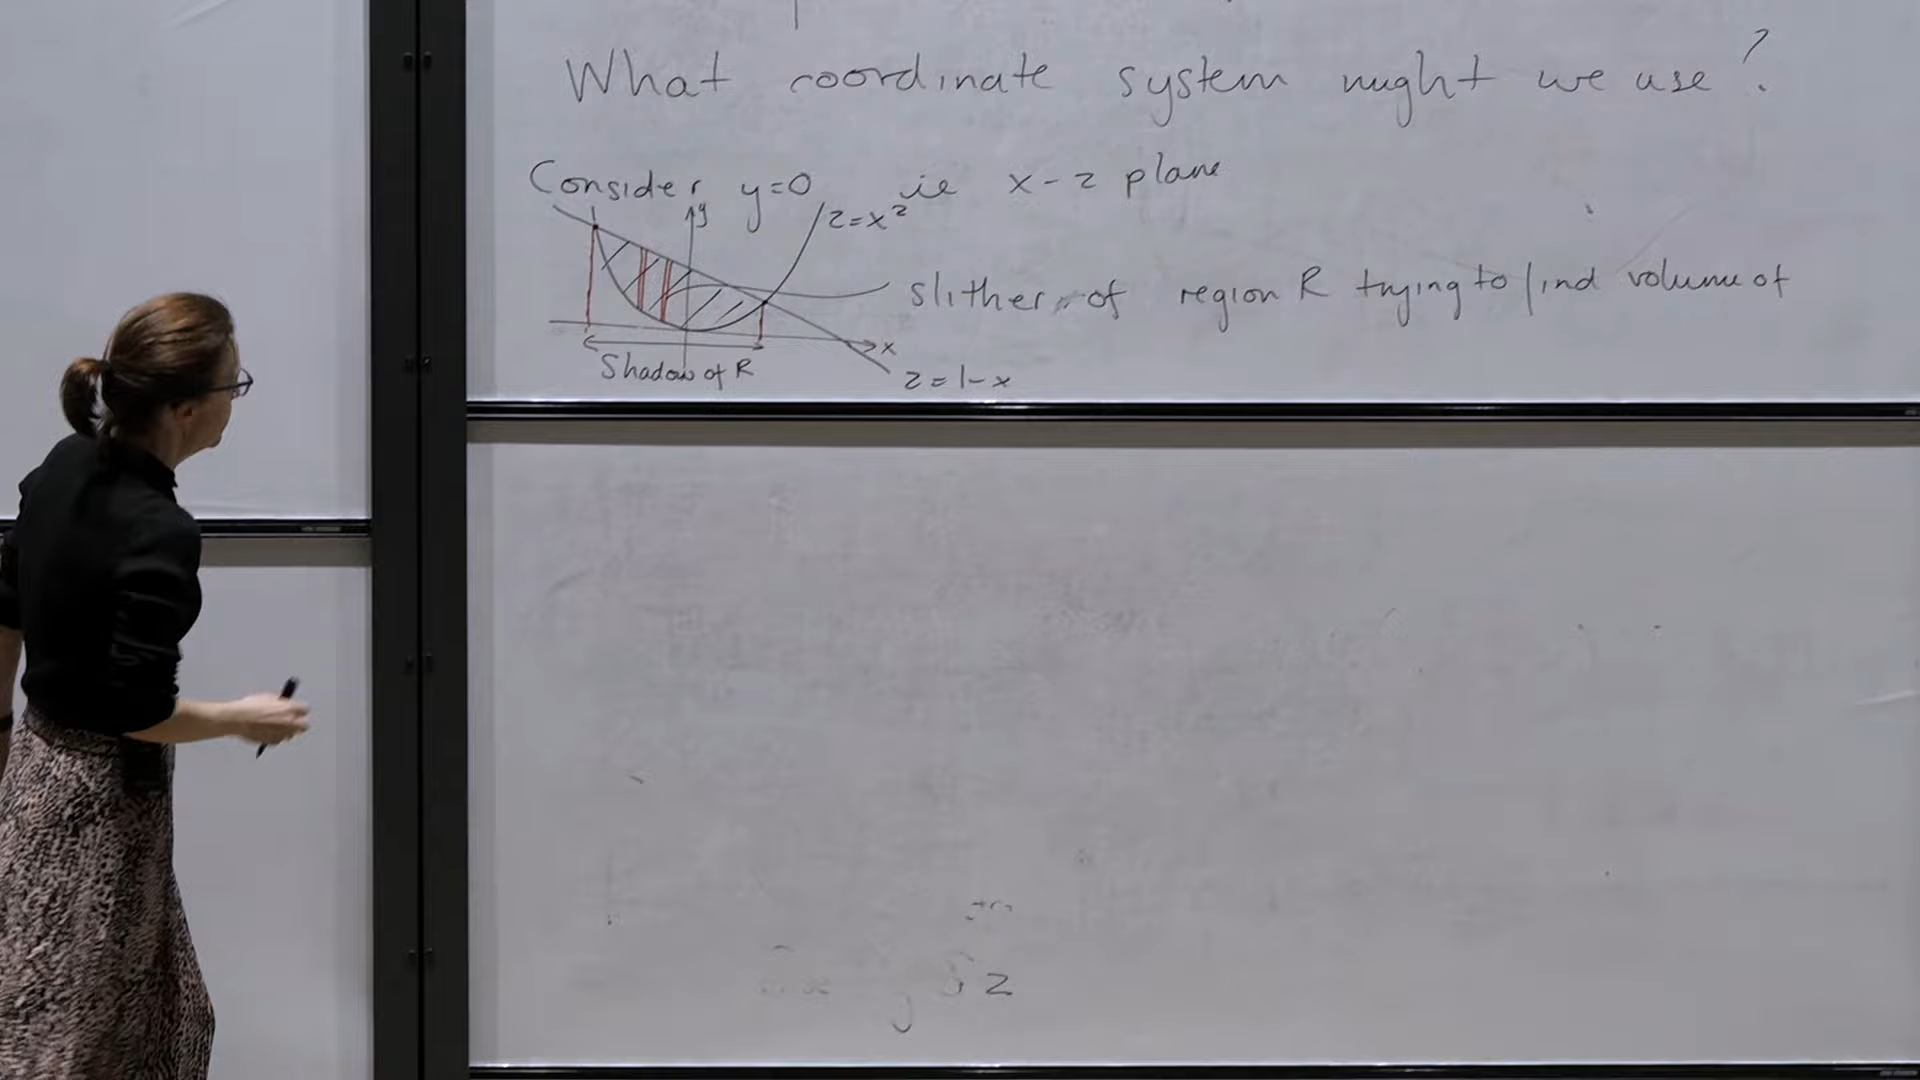 What coordinate system might we use?
Consider y=0 ie x-z plane
y
z=x²
slither of region R trying to find volume of
x
Shadow of R
z=1-x
δz